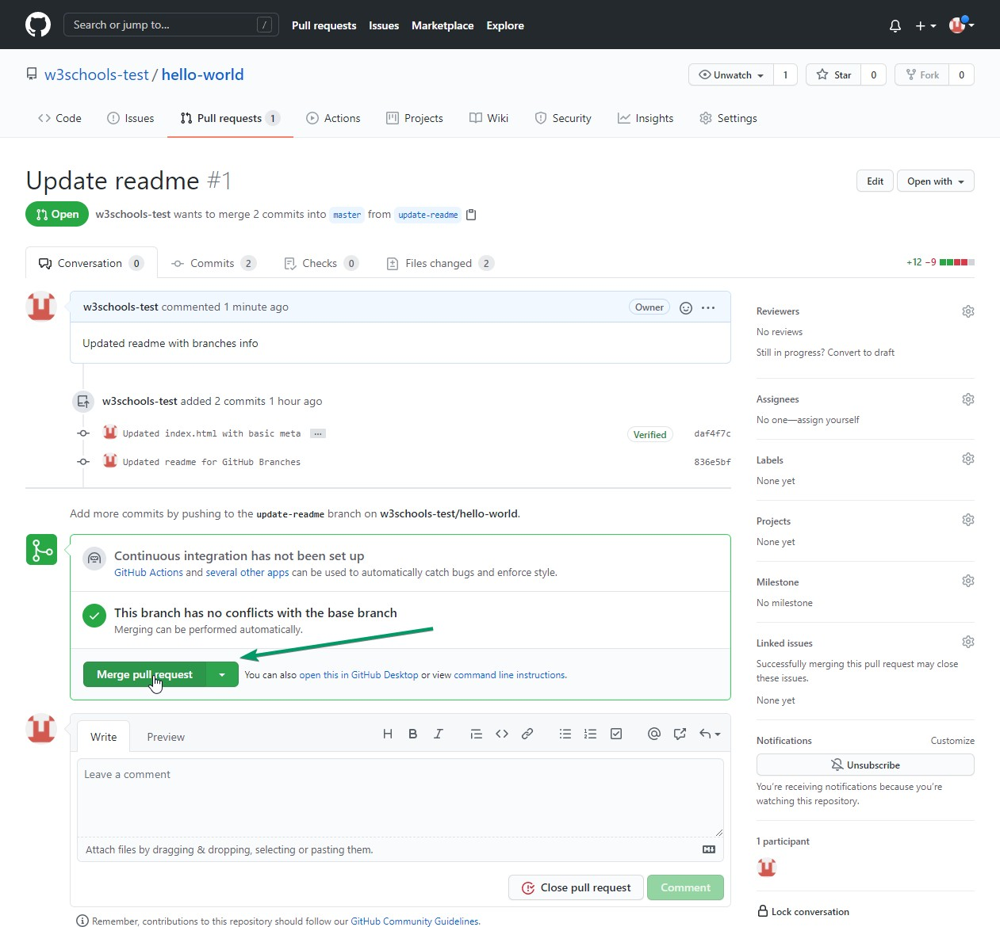 Search or jump to... /
Pull requests Issues Marketplace Explore
w3schools-test / hello-world
Unwatch 1 Star 0 Fork 0
Code Issues Pull requests 1 Actions Projects Wiki Security Insights Settings
Update readme #1
Edit Open with
Open w3schools-test wants to merge 2 commits into master from update-readme
Conversation 0 Commits 2 Checks 0 Files changed 2
+12 −9
w3schools-test commented 1 minute ago Owner ...
Updated readme with branches info
w3schools-test added 2 commits 1 hour ago
Updated index.html with basic meta ... Verified daf4f7c
Updated readme for GitHub Branches 836e5bf
Add more commits by pushing to the update-readme branch on w3schools-test/hello-world.
Continuous integration has not been set up
GitHub Actions and several other apps can be used to automatically catch bugs and enforce style.
This branch has no conflicts with the base branch
Merging can be performed automatically.
Merge pull request You can also open this in GitHub Desktop or view command line instructions.
Write Preview
H B I
Leave a comment
Attach files by dragging & dropping, selecting or pasting them.
Close pull request Comment
Remember, contributions to this repository should follow our GitHub Community Guidelines.
Reviewers
No reviews
Still in progress? Convert to draft
Assignees
No one—assign yourself
Labels
None yet
Projects
None yet
Milestone
No milestone
Linked issues
Successfully merging this pull request may close
these issues.
None yet
Notifications Customize
Unsubscribe
You're receiving notifications because you're
watching this repository.
1 participant
Lock conversation